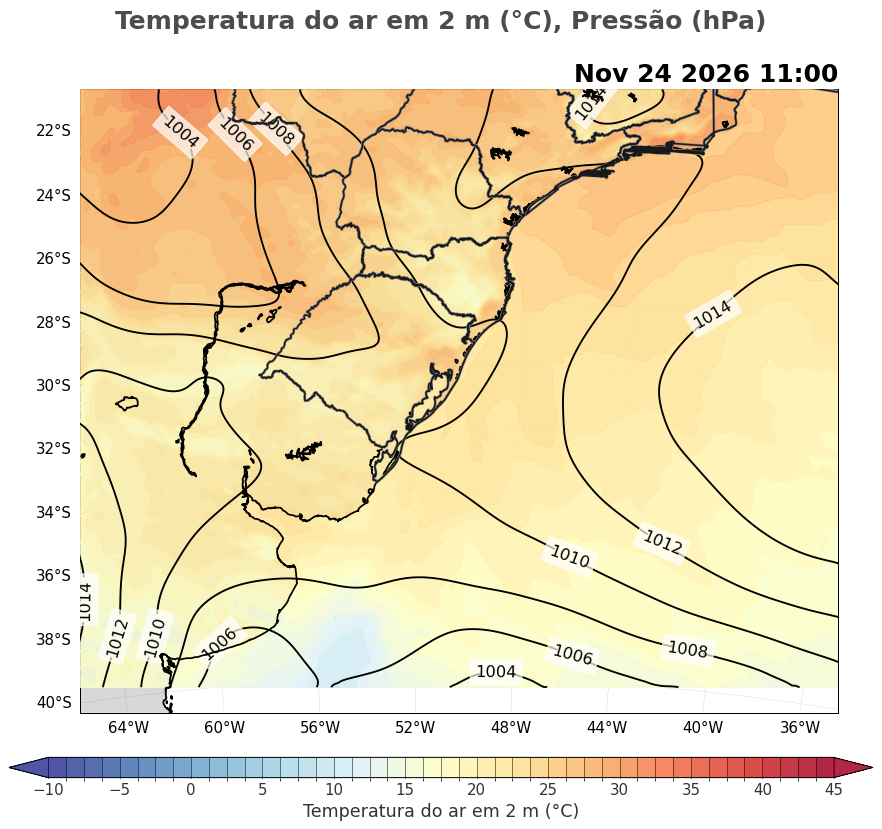 Temperatura do ar em 2 m (°C), Pressão (hPa)
Nov 24 2026 11:00
1004
1006
1008
1014
22°S
24°S
26°S
28°S
30°S
32°S
34°S
36°S
38°S
40°S
1014
1012
1010
1014
1012
1010
1006
1004
1006
1008
64°W 60°W 56°W 52°W 48°W 44°W 40°W 36°W
−10 −5 0 5 10 15 20 25 30 35 40 45
Temperatura do ar em 2 m (°C)